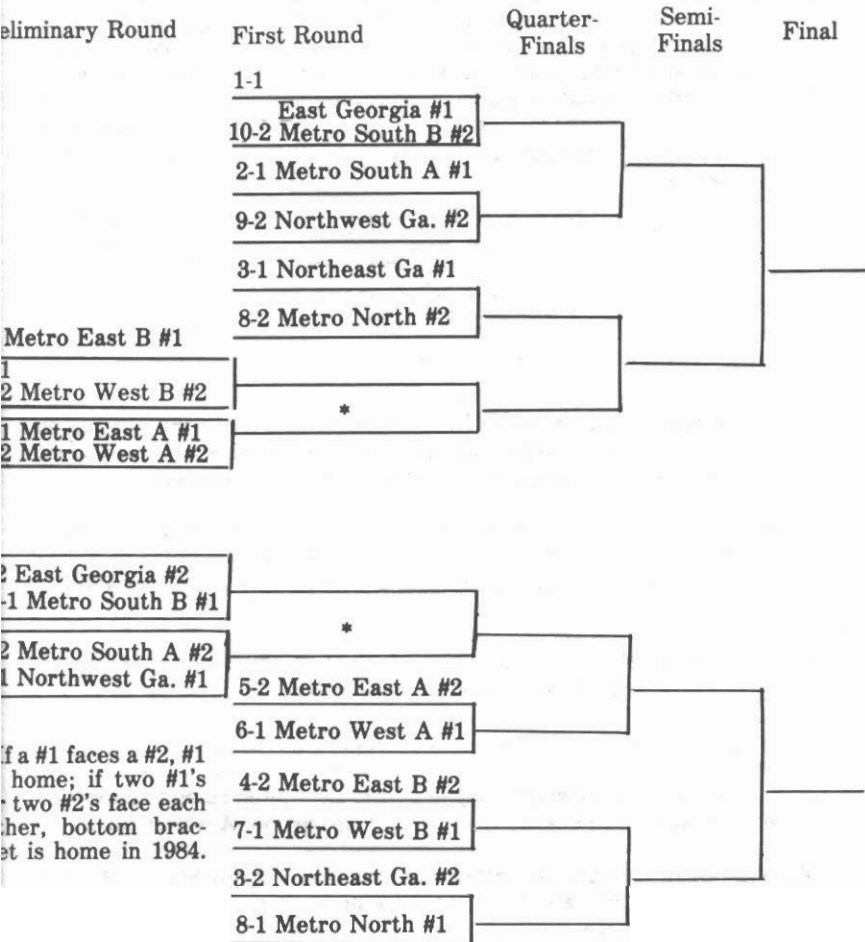 eliminary Round
First Round
Quarter-
Finals
Semi-
Finals
Final
1-1
East Georgia #1
10-2 Metro South B #2
2-1 Metro South A #1
9-2 Northwest Ga. #2
3-1 Northeast Ga #1
8-2 Metro North #2
Metro East B #1
1
2 Metro West B #2
*
1 Metro East A #1
2 Metro West A #2
2 East Georgia #2
-1 Metro South B #1
*
2 Metro South A #2
1 Northwest Ga. #1
5-2 Metro East A #2
6-1 Metro West A #1
4-2 Metro East B #2
7-1 Metro West B #1
3-2 Northeast Ga. #2
8-1 Metro North #1
If a #1 faces a #2, #1
home; if two #1's
two #2's face each
ther, bottom brac-
et is home in 1984.